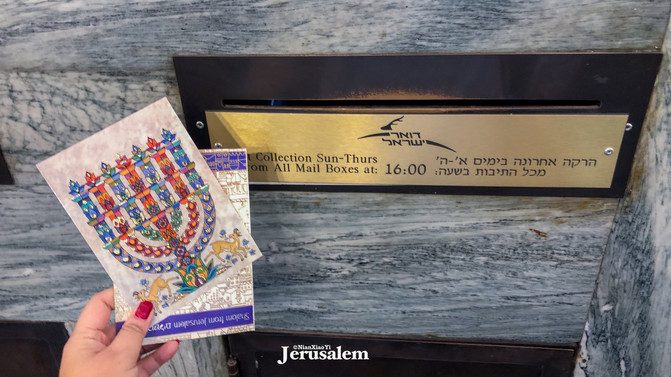 דואר
ישראל
Collection Sun-Thurs
From All Mail Boxes at: 16:00
הרקה אחרונה בימים א'-ה'
מכל התיבות בשעה:
Shalom from Jerusalem
©NianXiaoYi
Jerusalem